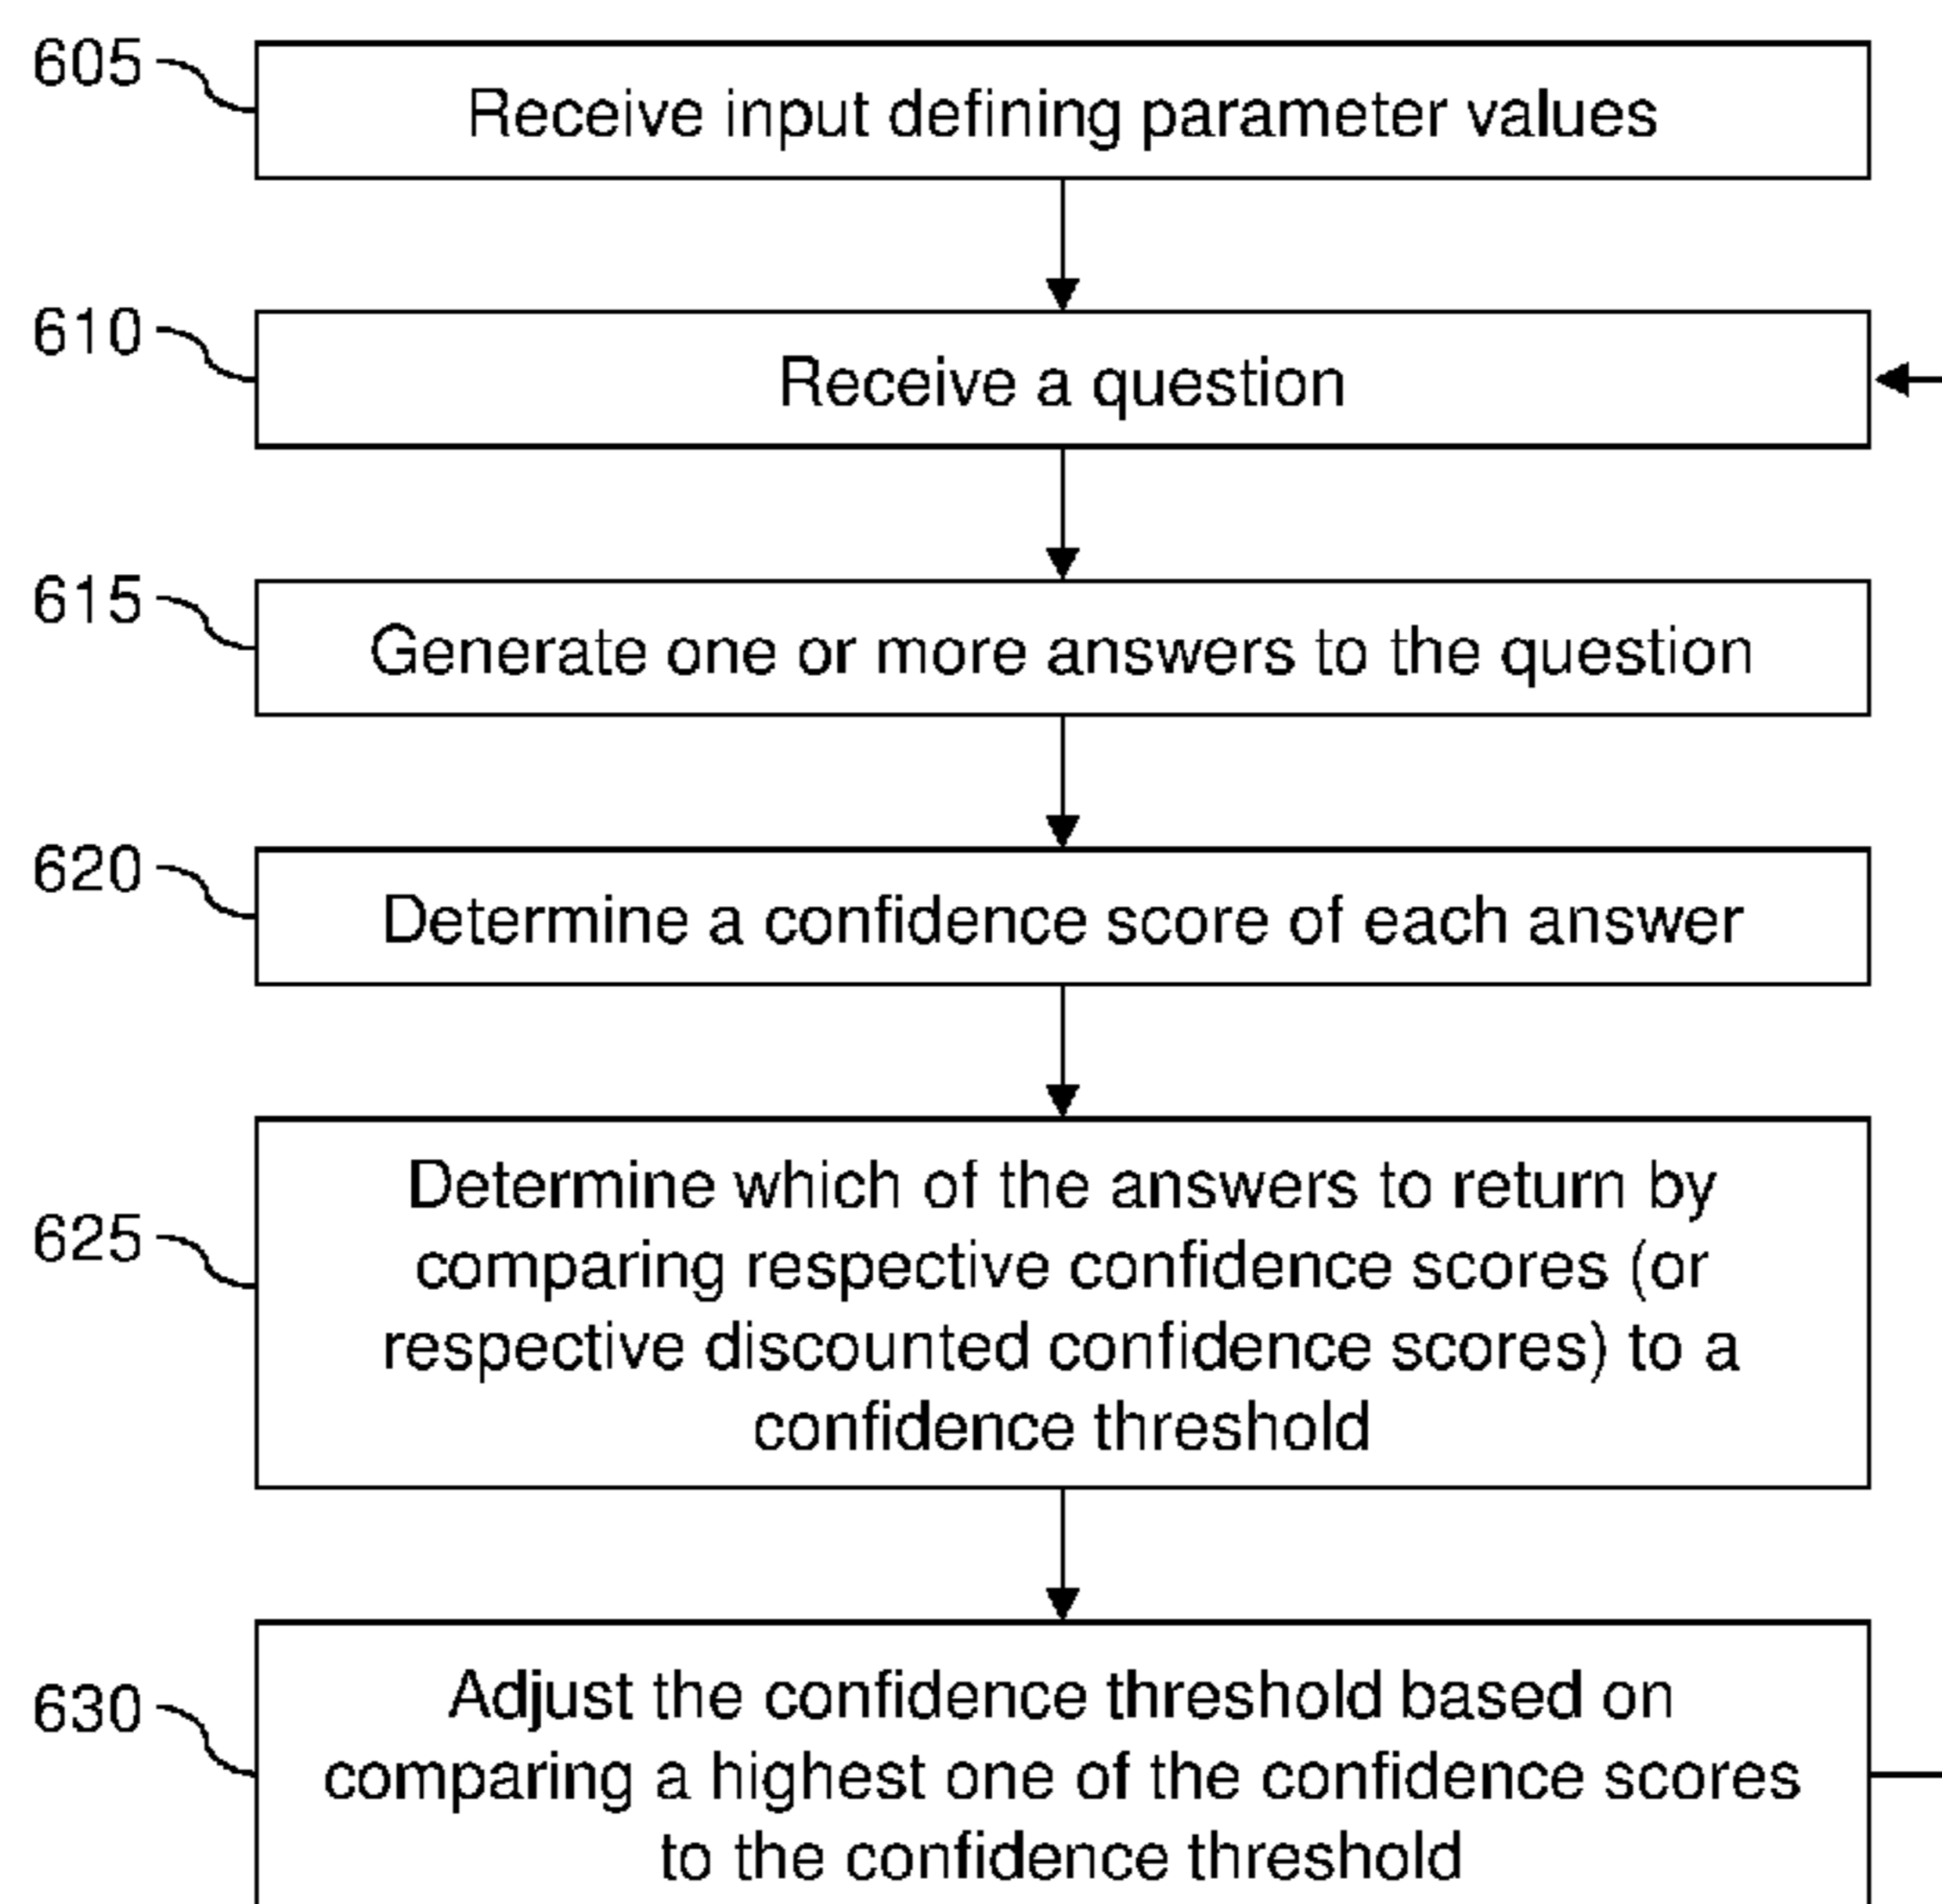 605
Receive input defining parameter values
610
Receive a question
615
Generate one or more answers to the question
620
Determine a confidence score of each answer
625
Determine which of the answers to return by
comparing respective confidence scores (or
respective discounted confidence scores) to a
confidence threshold
630
Adjust the confidence threshold based on
comparing a highest one of the confidence scores
to the confidence threshold